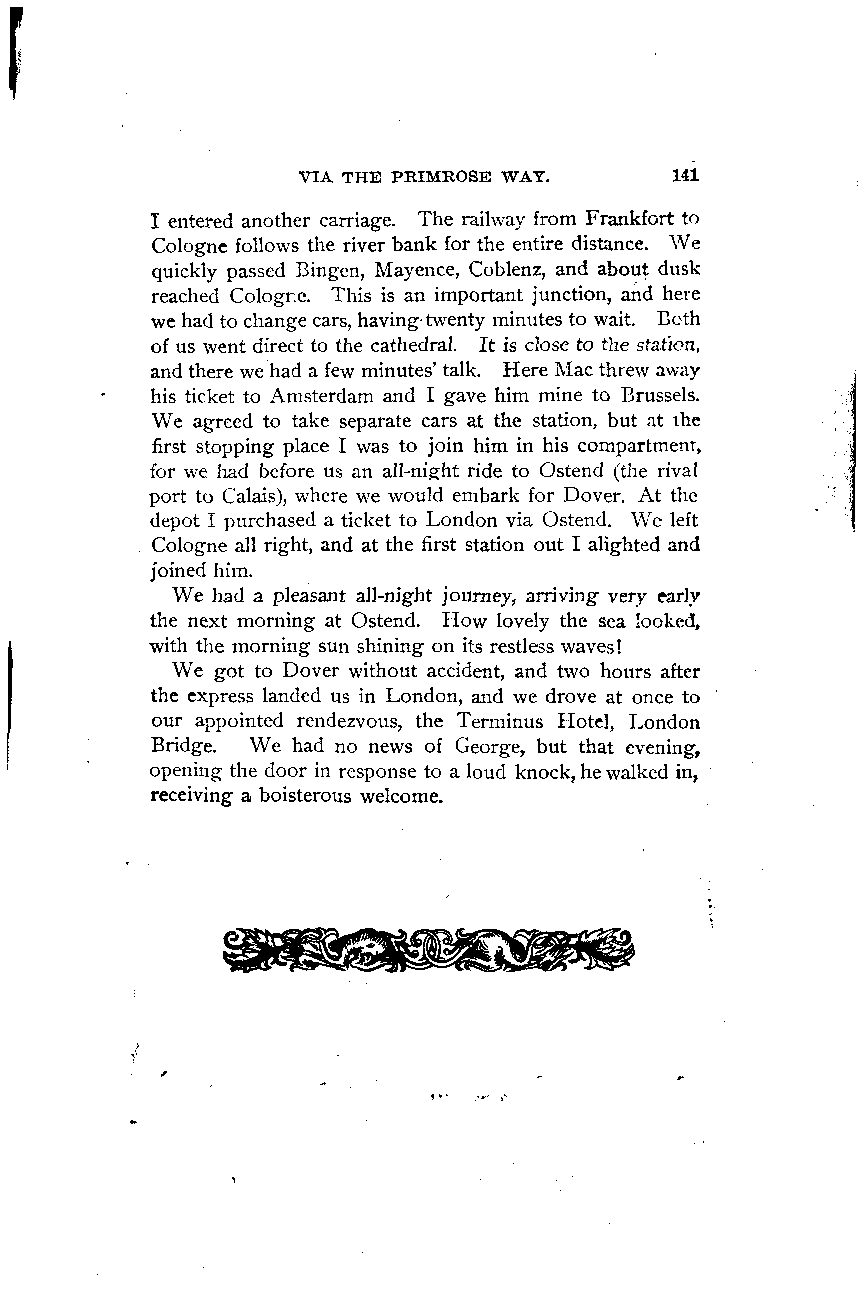 VIA THE PRIMROSE WAY. 141
I entered another carriage. The railway from Frankfort to
Cologne follows the river bank for the entire distance. We
quickly passed Bingen, Mayence, Coblenz, and about dusk
reached Cologne. This is an important junction, and here
we had to change cars, having twenty minutes to wait. Both
of us went direct to the cathedral. It is close to the station,
and there we had a few minutes' talk. Here Mac threw away
his ticket to Amsterdam and I gave him mine to Brussels.
We agreed to take separate cars at the station, but at the
first stopping place I was to join him in his compartment,
for we had before us an all-night ride to Ostend (the rival
port to Calais), where we would embark for Dover. At the
depot I purchased a ticket to London via Ostend. We left
Cologne all right, and at the first station out I alighted and
joined him.
We had a pleasant all-night journey, arriving very early
the next morning at Ostend. How lovely the sea looked,
with the morning sun shining on its restless waves!
We got to Dover without accident, and two hours after
the express landed us in London, and we drove at once to
our appointed rendezvous, the Terminus Hotel, London
Bridge. We had no news of George, but that evening,
opening the door in response to a loud knock, he walked in,
receiving a boisterous welcome.